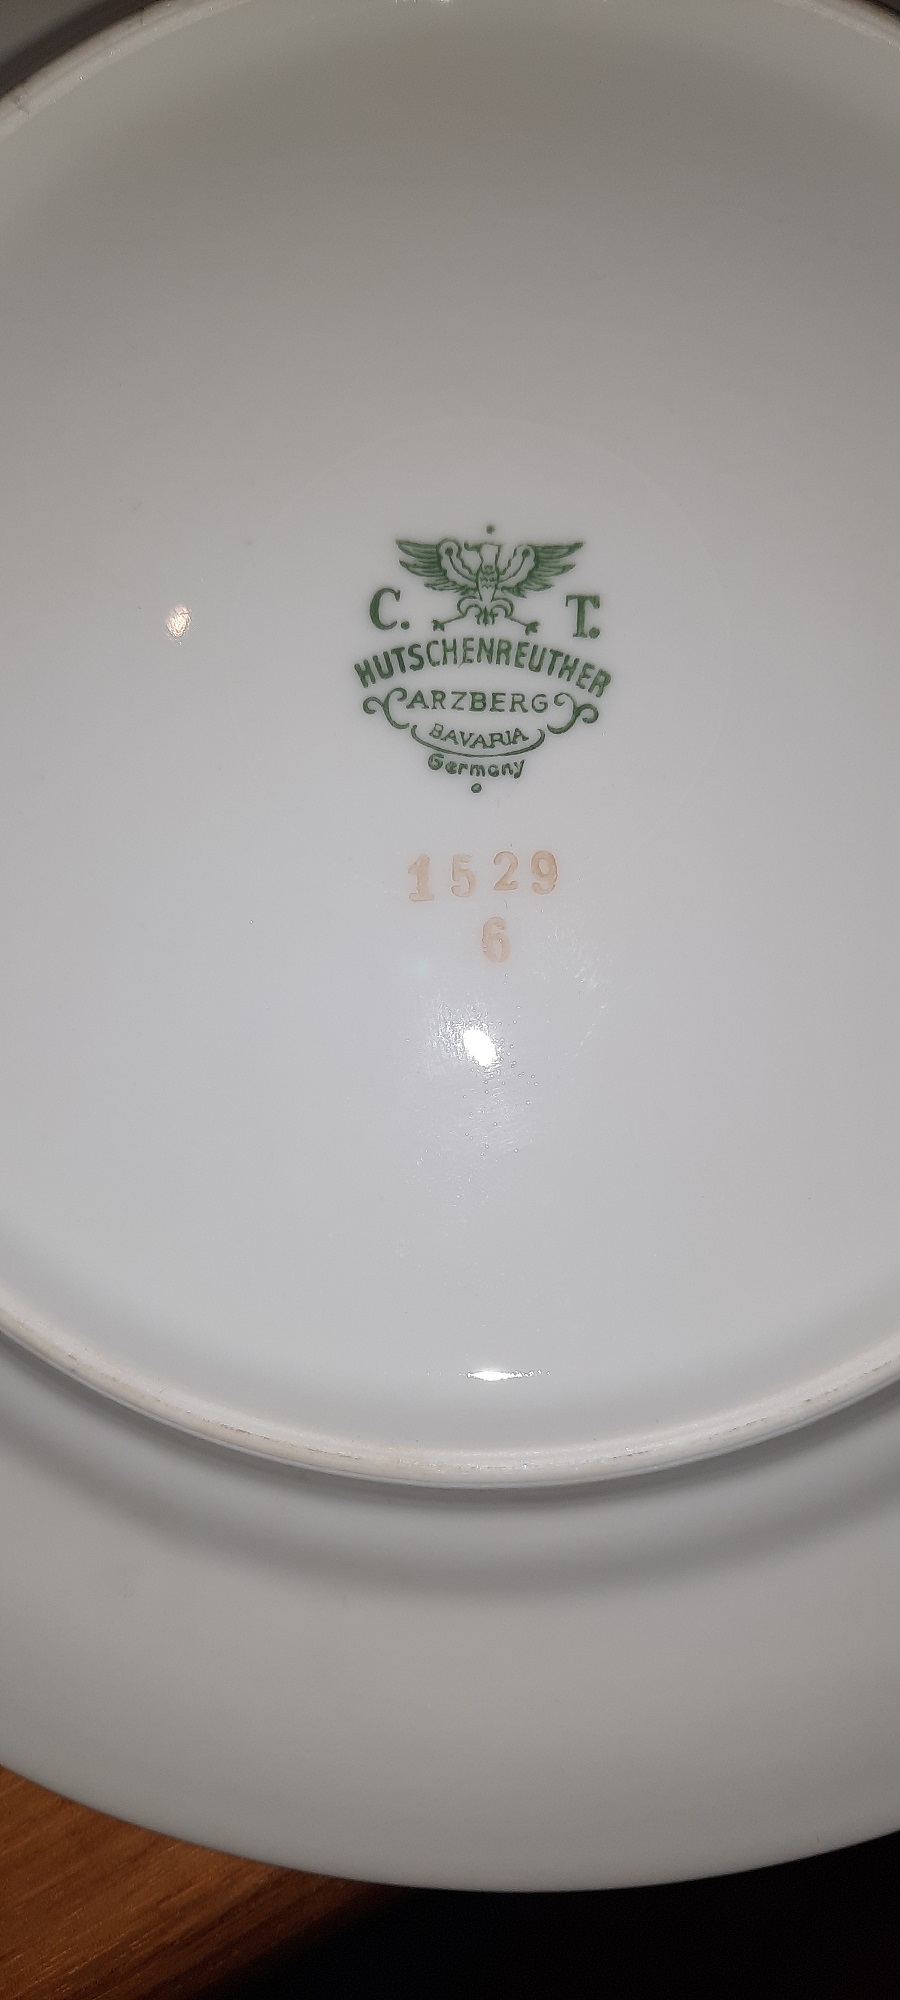 C. T.
HUTSCHENREUTHER
ARZBERG
BAVARIA
Germany
1529
6